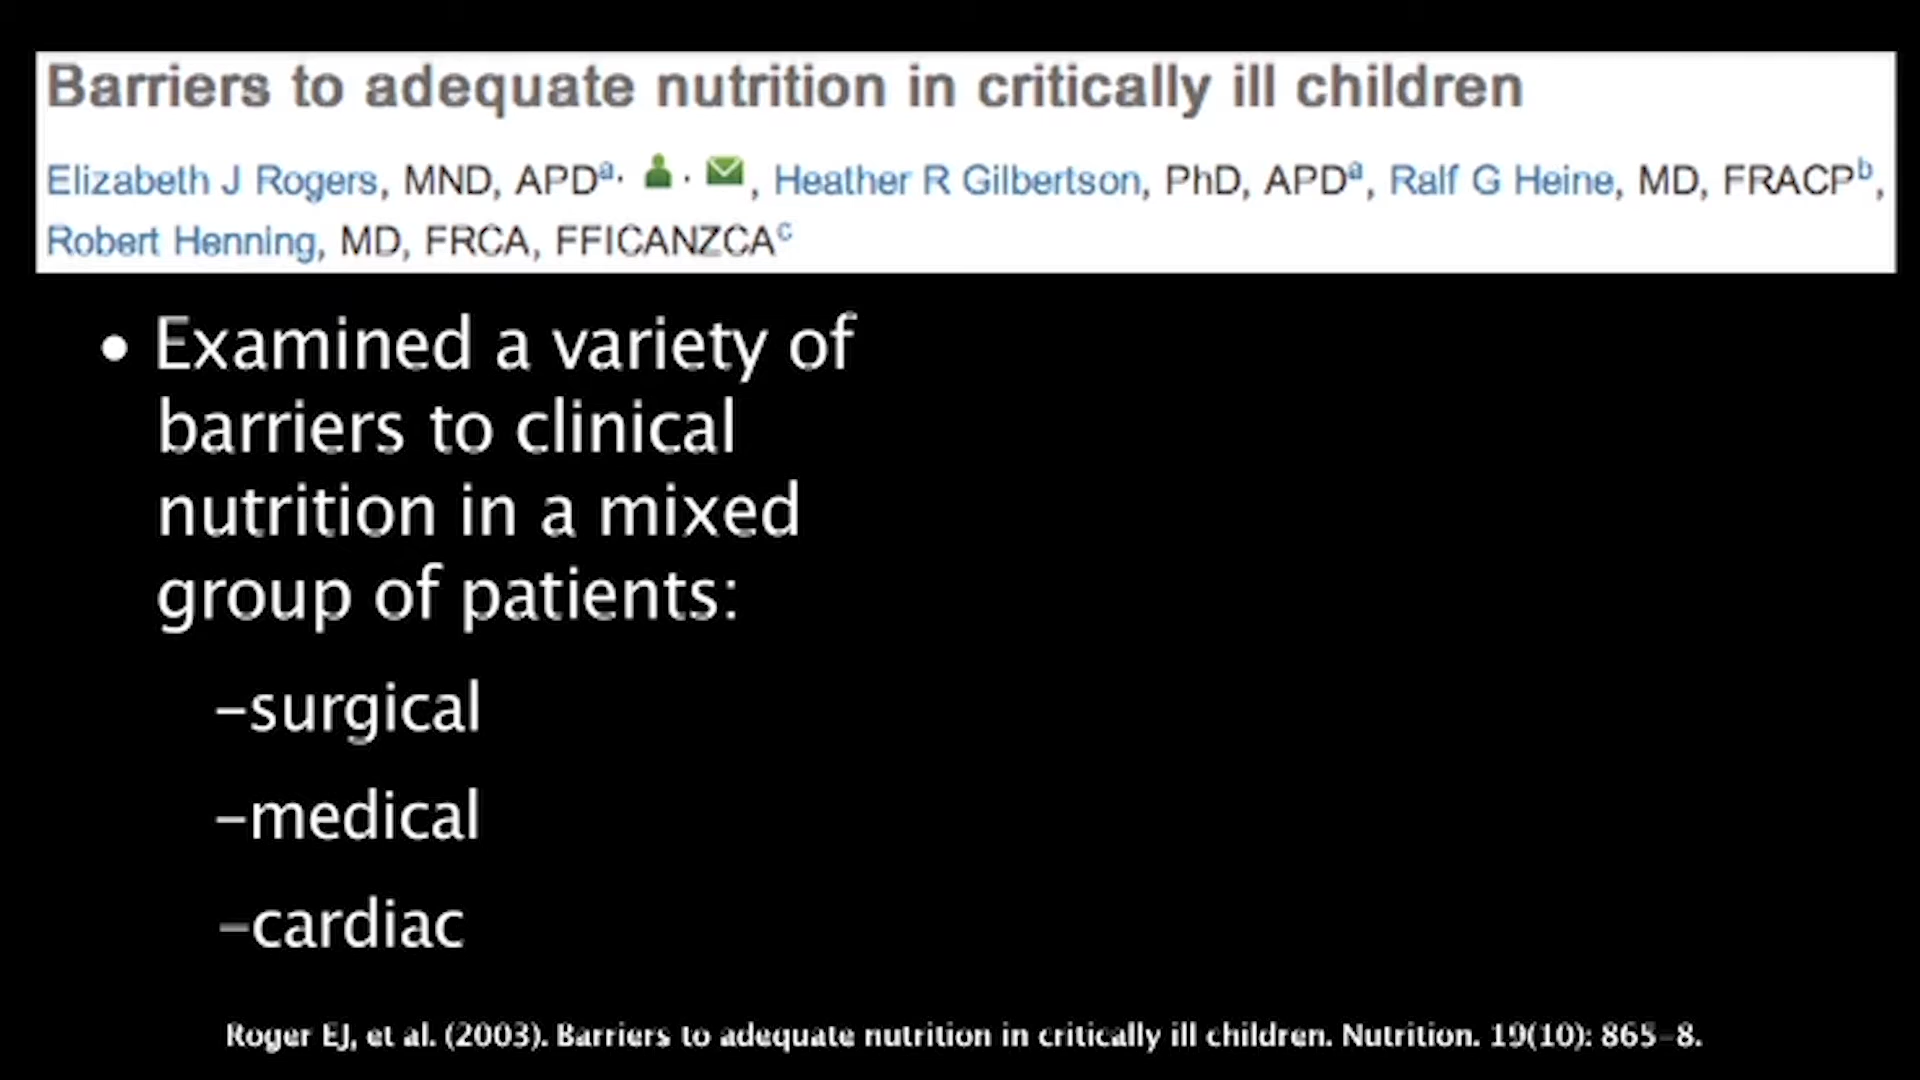 Barriers to adequate nutrition in critically ill children
Elizabeth J Rogers, MND, APDa, · , Heather R Gilbertson, PhD, APDa, Ralf G Heine, MD, FRACPb,
Robert Henning, MD, FRCA, FFICANZCAc
• Examined a variety of
barriers to clinical
nutrition in a mixed
group of patients:
–surgical
–medical
–cardiac
Roger EJ, et al. (2003). Barriers to adequate nutrition in critically ill children. Nutrition. 19(10): 865–8.